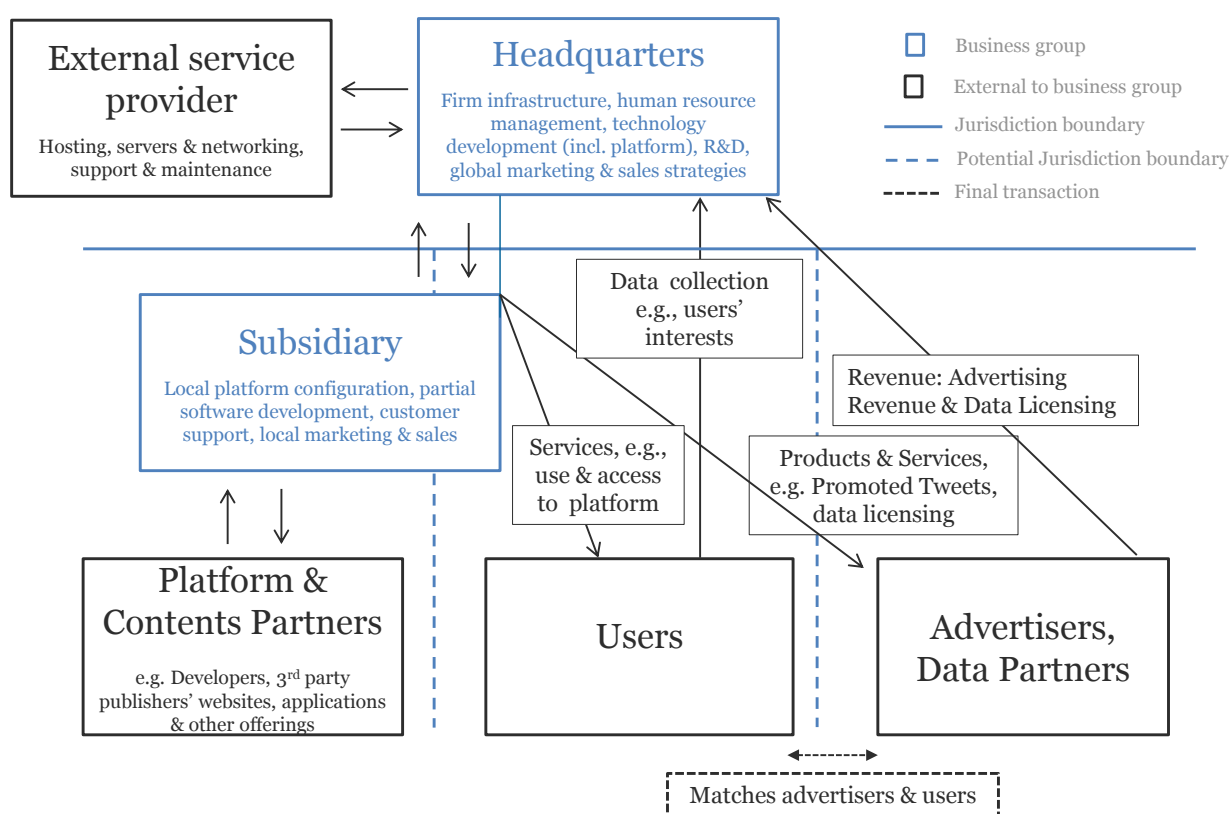 External service
provider
Hosting, servers & networking,
support & maintenance
Headquarters
Firm infrastructure, human resource
management, technology
development (incl. platform), R&D,
global marketing & sales strategies
Business group
External to business group
Jurisdiction boundary
Potential Jurisdiction boundary
Final transaction
Subsidiary
Local platform configuration, partial
software development, customer
support, local marketing & sales
Data collection
e.g., users’
interests
Revenue: Advertising
Revenue & Data Licensing
Services, e.g.,
use & access
to platform
Products & Services,
e.g. Promoted Tweets,
data licensing
Platform &
Contents Partners
e.g. Developers, 3rd party
publishers’ websites, applications
& other offerings
Users
Advertisers,
Data Partners
Matches advertisers & users